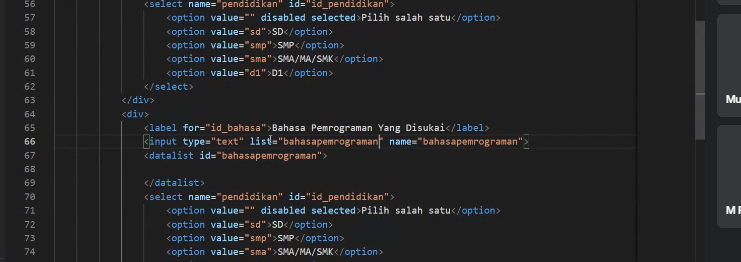 56 <select name="pendidikan" id="id_pendidikan">
57 <option value="" disabled selected>Pilih salah satu</option>
58 <option value="sd">SD</option>
59 <option value="smp">SMP</option>
60 <option value="sma">SMA/MA/SMK</option>
61 <option value="d1">D1</option>
62 </select>
63 </div>
64 <div>
65 <label for="id_bahasa">Bahasa Pemrograman Yang Disukai</label>
66 <input type="text" list="bahasapemrograman" name="bahasapemrograman">
67 <datalist id="bahasapemrograman">
68
69 </datalist>
70 <select name="pendidikan" id="id_pendidikan">
71 <option value="" disabled selected>Pilih salah satu</option>
72 <option value="sd">SD</option>
73 <option value="smp">SMP</option>
74 <option value="sma">SMA/MA/SMK</option>
Mu
M F